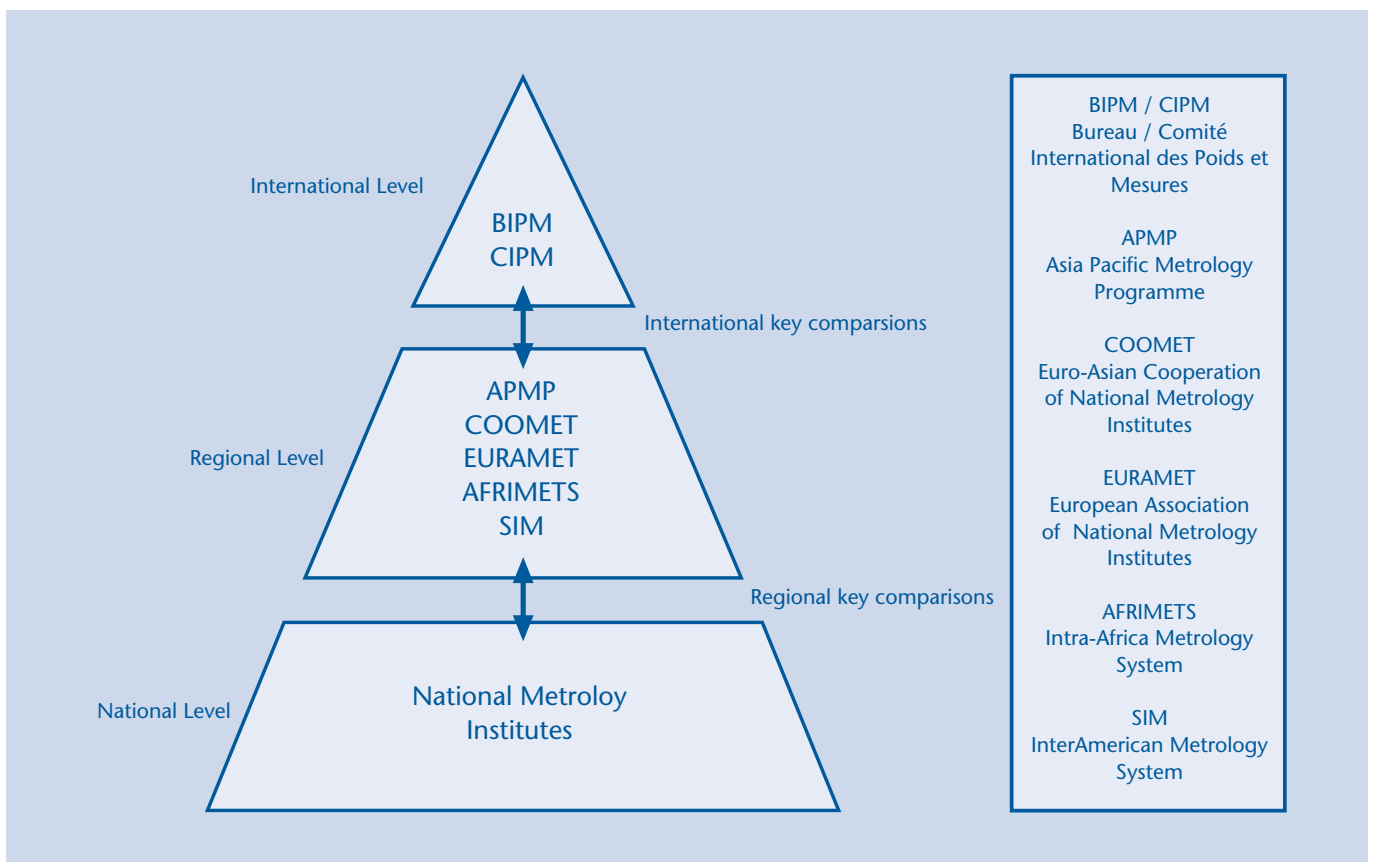 International Level
BIPM
CIPM
International key comparsions
Regional Level
APMP
COOMET
EURAMET
AFRIMETS
SIM
Regional key comparisons
National Level
National Metroloy
Institutes
BIPM / CIPM
Bureau / Comité
International des Poids et
Mesures
APMP
Asia Pacific Metrology
Programme
COOMET
Euro-Asian Cooperation
of National Metrology
Institutes
EURAMET
European Association
of National Metrology
Institutes
AFRIMETS
Intra-Africa Metrology
System
SIM
InterAmerican Metrology
System